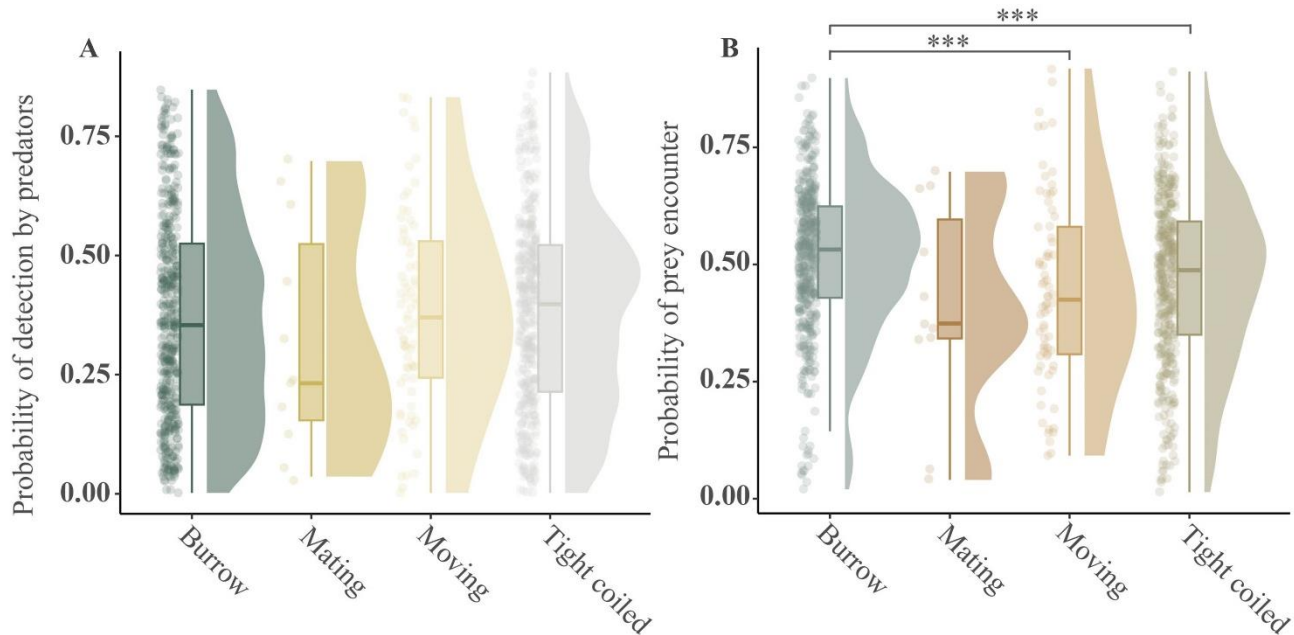 A
Probability of detection by predators
0.75
0.50
0.25
0.00
Burrow
Mating
Moving
Tight coiled
B
***
***
Probability of prey encounter
0.75
0.50
0.25
0.00
Burrow
Mating
Moving
Tight coiled